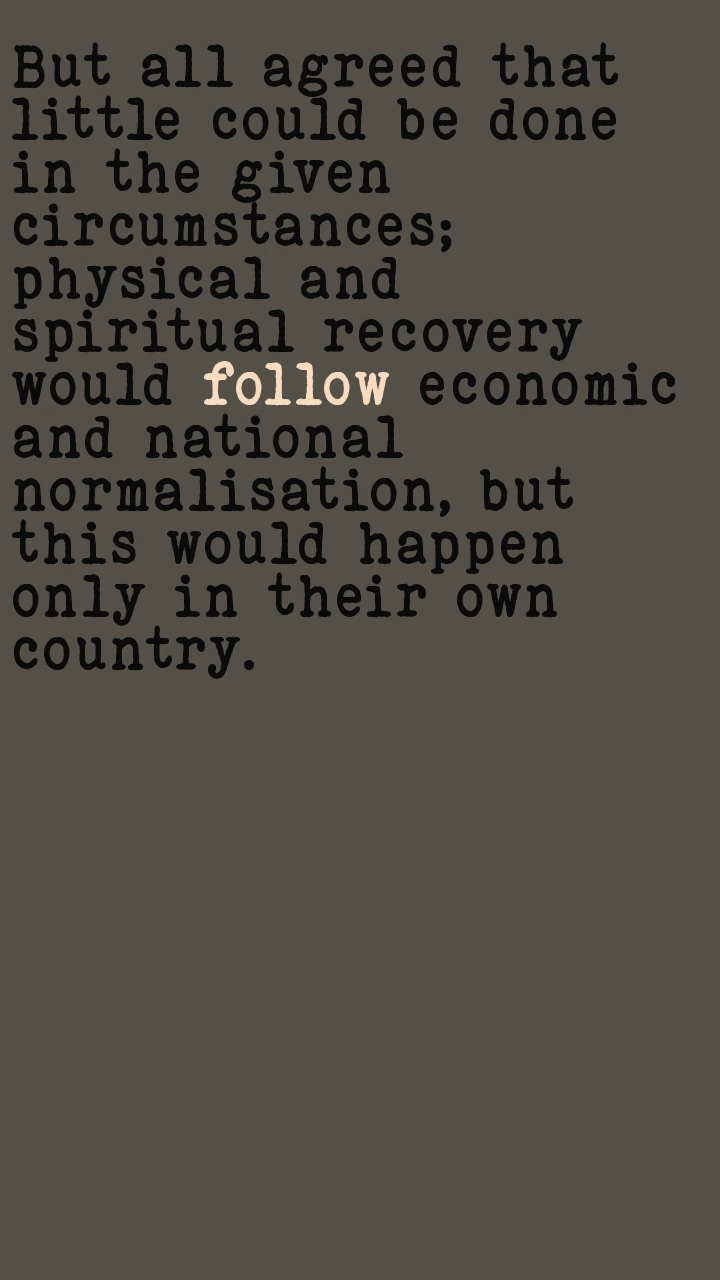 But all agreed that
little could be done
in the given
circumstances;
physical and
spiritual recovery
would follow economic
and national
normalisation, but
this would happen
only in their own
country.